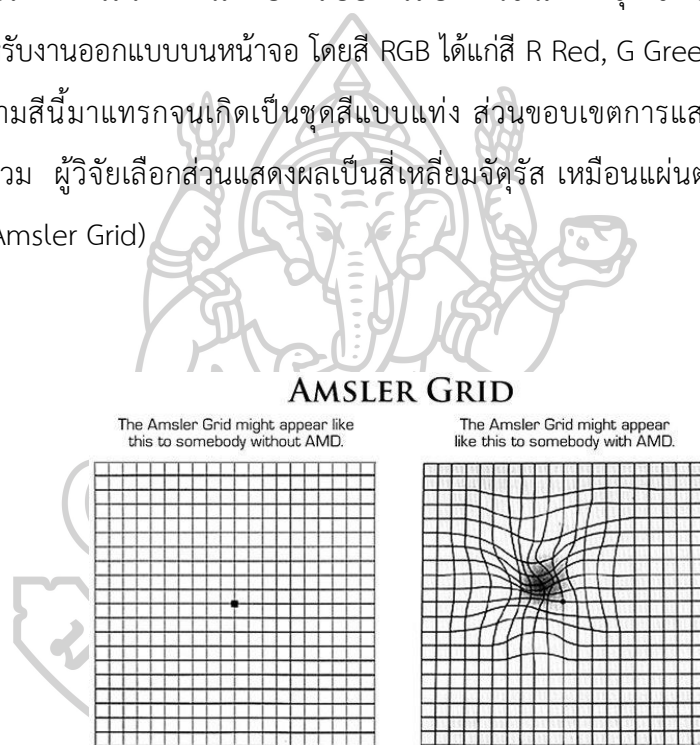 รับงานออกแบบบนหน้าจอ โดยสี RGB ได้แก่สี R Red, G Gree
ามสีนี้มาแทรกจนเกิดเป็นชุดสีแบบแท่ง ส่วนขอบเขตการแส
วม ผู้วิจัยเลือกส่วนแสดงผลเป็นสี่เหลี่ยมจัตุรัส เหมือนแผ่นต
Amsler Grid)
AMSLER GRID
The Amsler Grid might appear like
this to somebody without AMD.
The Amsler Grid might appear
like this to somebody with AMD.